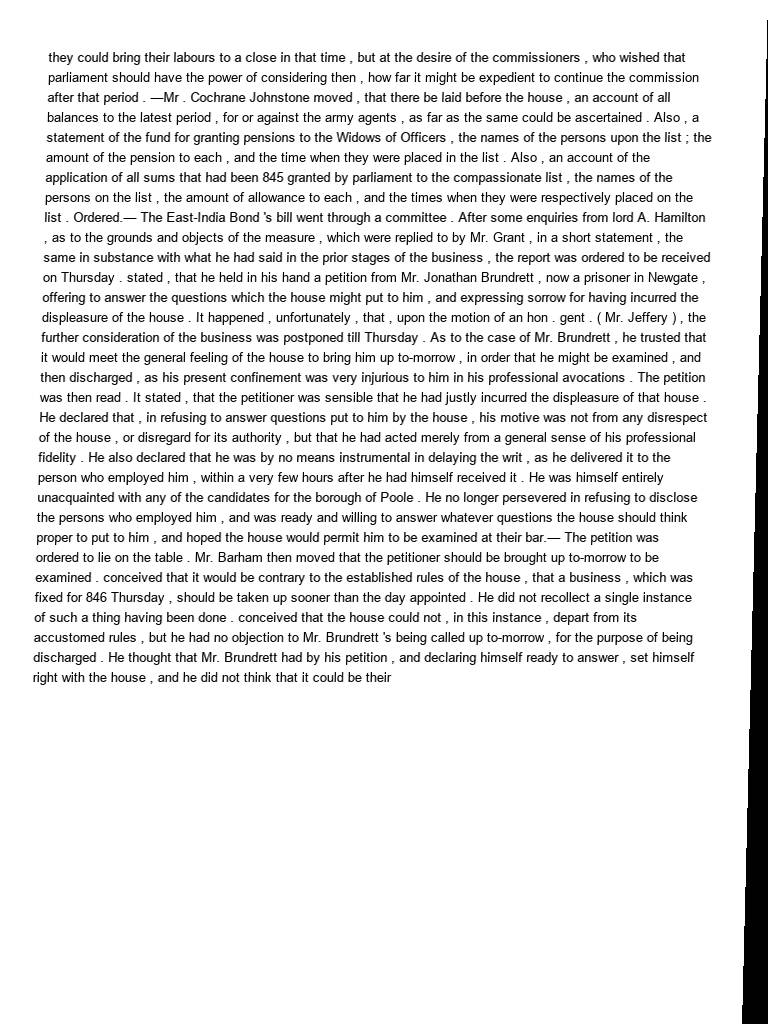 they could bring their labours to a close in that time , but at the desire of the commissioners , who wished that
parliament should have the power of considering then , how far it might be expedient to continue the commission
after that period . —Mr . Cochrane Johnstone moved , that there be laid before the house , an account of all
balances to the latest period , for or against the army agents , as far as the same could be ascertained . Also , a
statement of the fund for granting pensions to the Widows of Officers , the names of the persons upon the list ; the
amount of the pension to each , and the time when they were placed in the list . Also , an account of the
application of all sums that had been 845 granted by parliament to the compassionate list , the names of the
persons on the list , the amount of allowance to each , and the times when they were respectively placed on the
list . Ordered.— The East-India Bond 's bill went through a committee . After some enquiries from lord A. Hamilton
, as to the grounds and objects of the measure , which were replied to by Mr. Grant , in a short statement , the
same in substance with what he had said in the prior stages of the business , the report was ordered to be received
on Thursday . stated , that he held in his hand a petition from Mr. Jonathan Brundrett , now a prisoner in Newgate ,
offering to answer the questions which the house might put to him , and expressing sorrow for having incurred the
displeasure of the house . It happened , unfortunately , that , upon the motion of an hon . gent . ( Mr. Jeffery ) , the
further consideration of the business was postponed till Thursday . As to the case of Mr. Brundrett , he trusted that
it would meet the general feeling of the house to bring him up to-morrow , in order that he might be examined , and
then discharged , as his present confinement was very injurious to him in his professional avocations . The petition
was then read . It stated , that the petitioner was sensible that he had justly incurred the displeasure of that house .
He declared that , in refusing to answer questions put to him by the house , his motive was not from any disrespect
of the house , or disregard for its authority , but that he had acted merely from a general sense of his professional
fidelity . He also declared that he was by no means instrumental in delaying the writ , as he delivered it to the
person who employed him , within a very few hours after he had himself received it . He was himself entirely
unacquainted with any of the candidates for the borough of Poole . He no longer persevered in refusing to disclose
the persons who employed him , and was ready and willing to answer whatever questions the house should think
proper to put to him , and hoped the house would permit him to be examined at their bar.— The petition was
ordered to lie on the table . Mr. Barham then moved that the petitioner should be brought up to-morrow to be
examined . conceived that it would be contrary to the established rules of the house , that a business , which was
fixed for 846 Thursday , should be taken up sooner than the day appointed . He did not recollect a single instance
of such a thing having been done . conceived that the house could not , in this instance , depart from its
accustomed rules , but he had no objection to Mr. Brundrett 's being called up to-morrow , for the purpose of being
discharged . He thought that Mr. Brundrett had by his petition , and declaring himself ready to answer , set himself
right with the house , and he did not think that it could be their